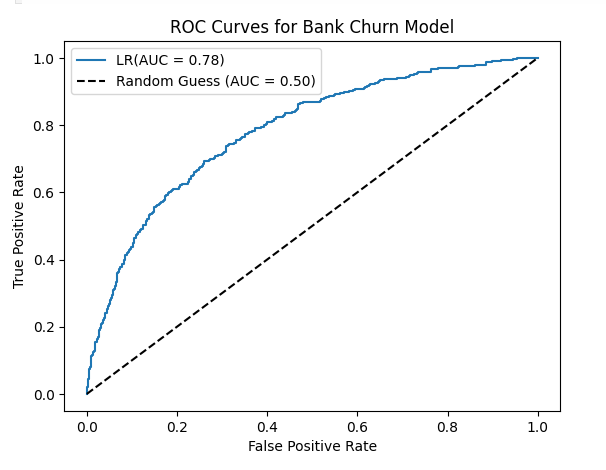 ROC Curves for Bank Churn Model
LR(AUC = 0.78)
Random Guess (AUC = 0.50)
True Positive Rate
1.0
0.8
0.6
0.4
0.2
0.0
0.0 0.2 0.4 0.6 0.8 1.0
False Positive Rate